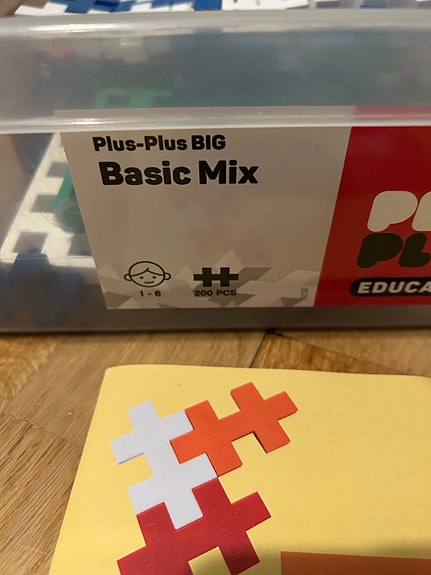 Plus-Plus BIG
Basic Mix
1 - 6
200 PCS
EDUCA